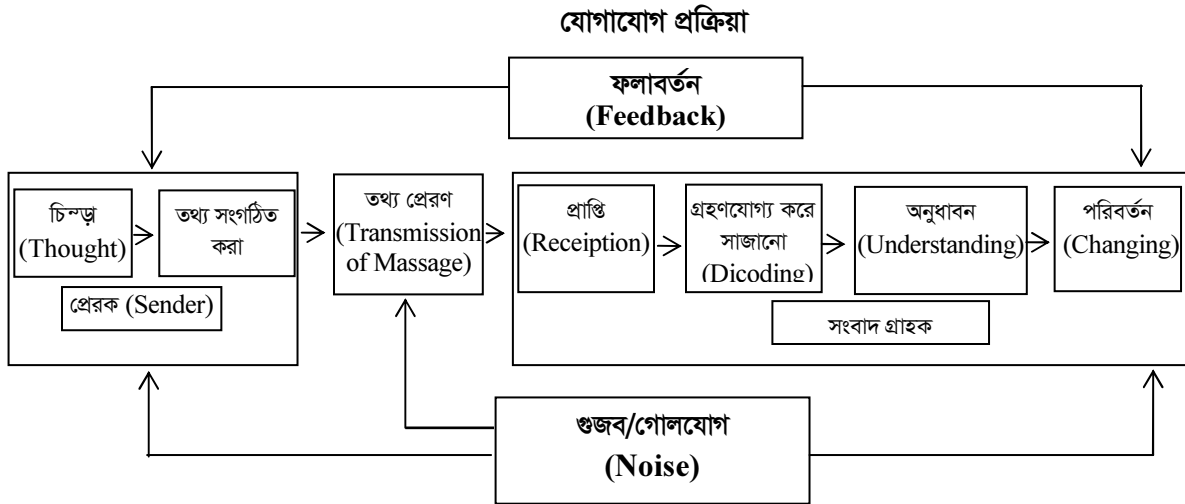 যোগাযোগ প্রক্রিয়া
ফলাবর্তন
(Feedback)
চিন্ড়া
(Thought)
তথ্য সংগঠিত
করা
প্রেরক (Sender)
তথ্য প্রেরণ
(Transmission
of Massage)
প্রাপ্তি
(Receiption)
গ্রহণযোগ্য করে
সাজানো
(Dicoding)
অনুধাবন
(Understanding)
পরিবর্তন
(Changing)
সংবাদ গ্রাহক
গুজব/গোলযোগ
(Noise)